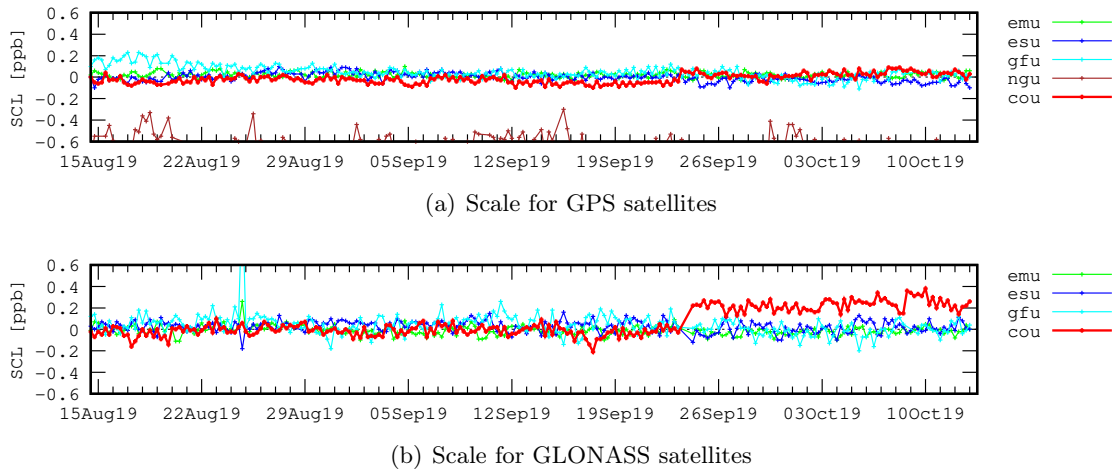 0.6
0.4
0.2
0
-0.2
-0.4
-0.6
SCL [ppb]
15Aug19 22Aug19 29Aug19 05Sep19 12Sep19 19Sep19 26Sep19 03Oct19 10Oct19
emu
esu
gfu
ngu
cou
(a) Scale for GPS satellites
0.6
0.4
0.2
0
-0.2
-0.4
-0.6
SCL [ppb]
15Aug19 22Aug19 29Aug19 05Sep19 12Sep19 19Sep19 26Sep19 03Oct19 10Oct19
emu
esu
gfu
cou
(b) Scale for GLONASS satellites